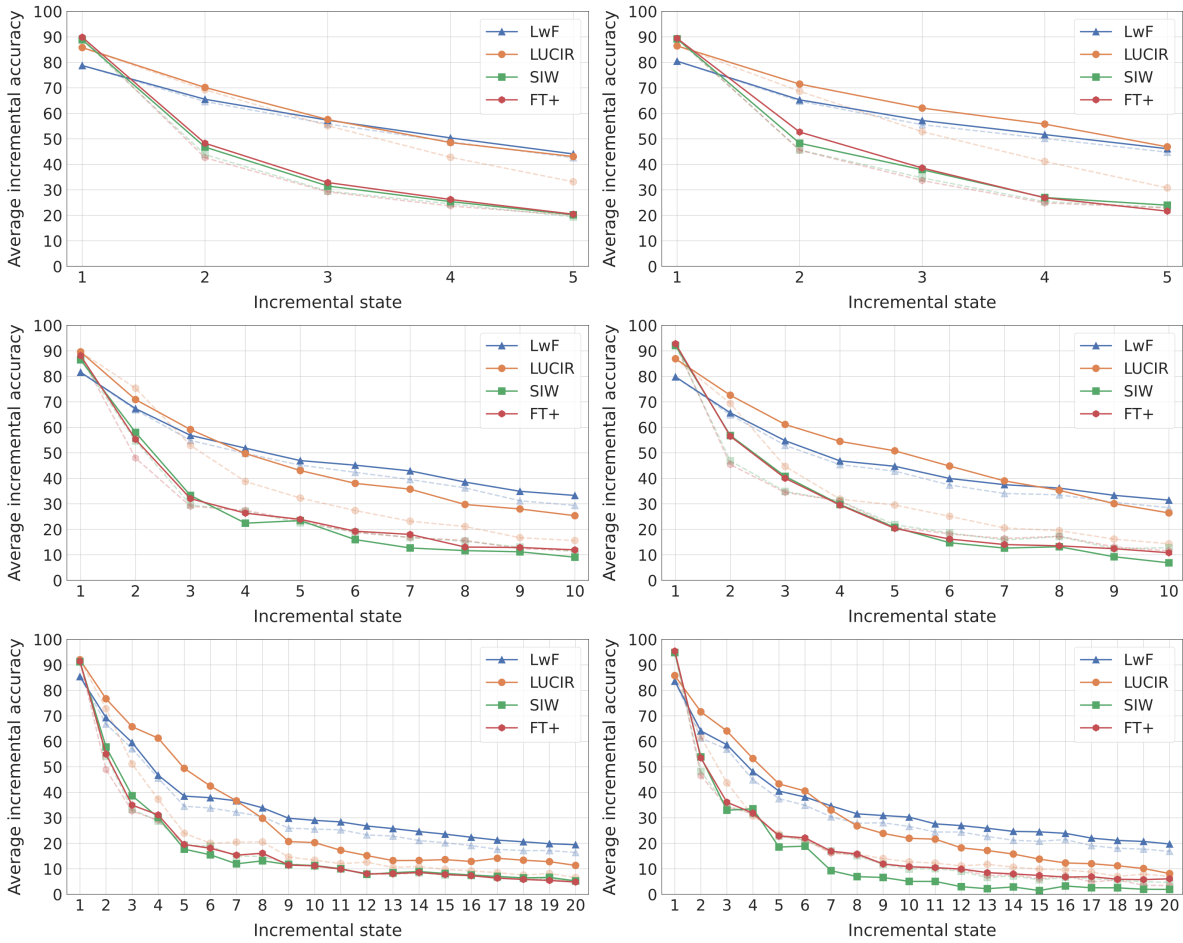 Average incremental accuracy
100
90
80
70
60
50
40
30
20
10
0
1 2 3 4 5
Incremental state
LwF
LUCIR
SIW
FT+
Average incremental accuracy
100
90
80
70
60
50
40
30
20
10
0
1 2 3 4 5
Incremental state
LwF
LUCIR
SIW
FT+
Average incremental accuracy
100
90
80
70
60
50
40
30
20
10
0
1 2 3 4 5 6 7 8 9 10
Incremental state
LwF
LUCIR
SIW
FT+
Average incremental accuracy
100
90
80
70
60
50
40
30
20
10
0
1 2 3 4 5 6 7 8 9 10
Incremental state
LwF
LUCIR
SIW
FT+
Average incremental accuracy
100
90
80
70
60
50
40
30
20
10
0
1 2 3 4 5 6 7 8 9 10 11 12 13 14 15 16 17 18 19 20
Incremental state
LwF
LUCIR
SIW
FT+
Average incremental accuracy
100
90
80
70
60
50
40
30
20
10
0
1 2 3 4 5 6 7 8 9 10 11 12 13 14 15 16 17 18 19 20
Incremental state
LwF
LUCIR
SIW
FT+